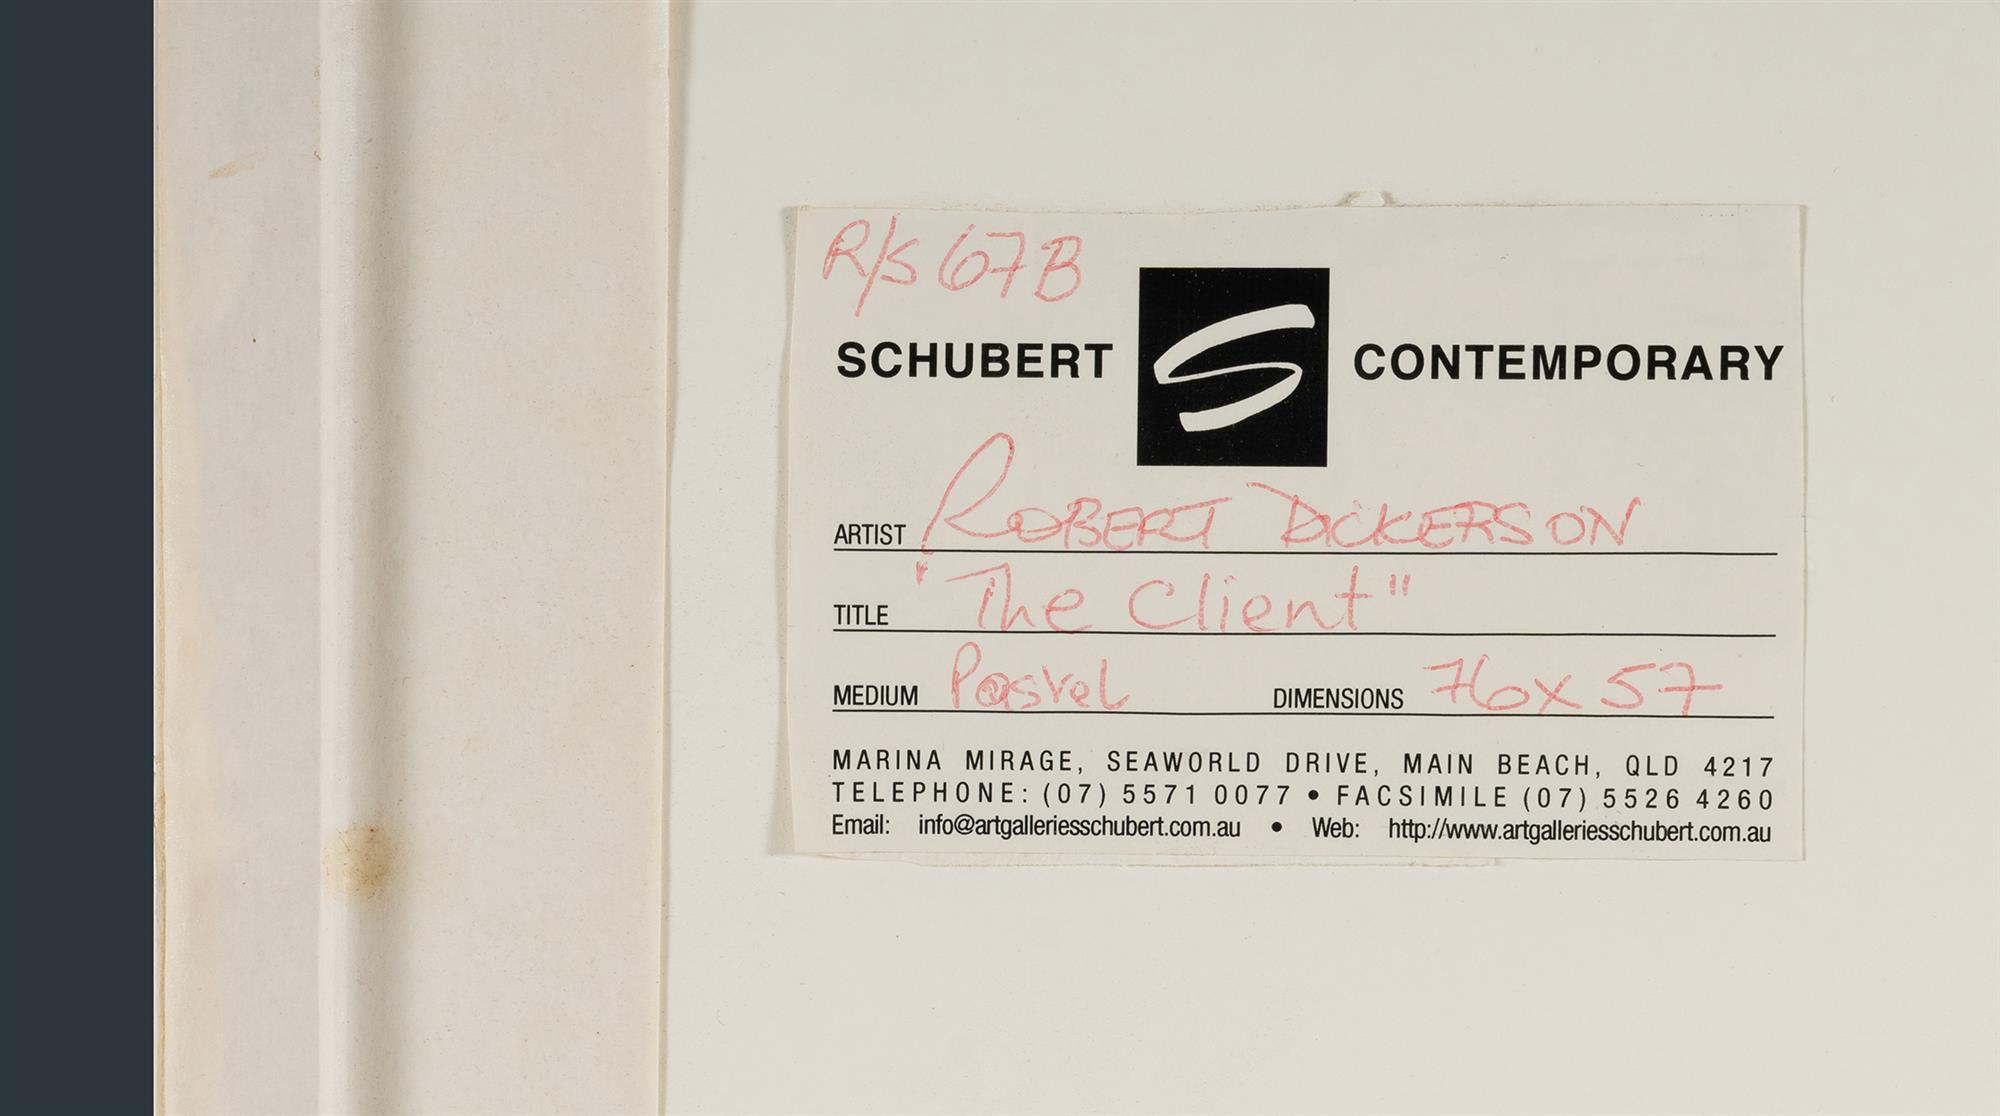 R/S 67B
SCHUBERT S CONTEMPORARY
ARTIST ROBERT DICKERSON
TITLE "The Client"
MEDIUM Pastel DIMENSIONS 76 x 57
MARINA MIRAGE, SEAWORLD DRIVE, MAIN BEACH, QLD 4217
TELEPHONE: (07) 5571 0077 • FACSIMILE (07) 5526 4260
Email: info@artgalleriesschubert.com.au • Web: http://www.artgalleriesschubert.com.au